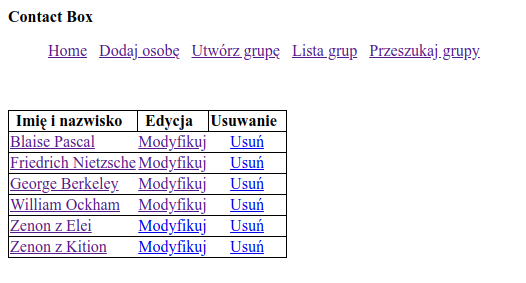 Contact Box
Home Dodaj osobę Utwórz grupę Lista grup Przeszukaj grupy
Imię i nazwisko Edycja Usuwanie
Blaise Pascal Modyfikuj Usuń
Friedrich Nietzsche Modyfikuj Usuń
George Berkeley Modyfikuj Usuń
William Ockham Modyfikuj Usuń
Zenon z Elei Modyfikuj Usuń
Zenon z Kition Modyfikuj Usuń